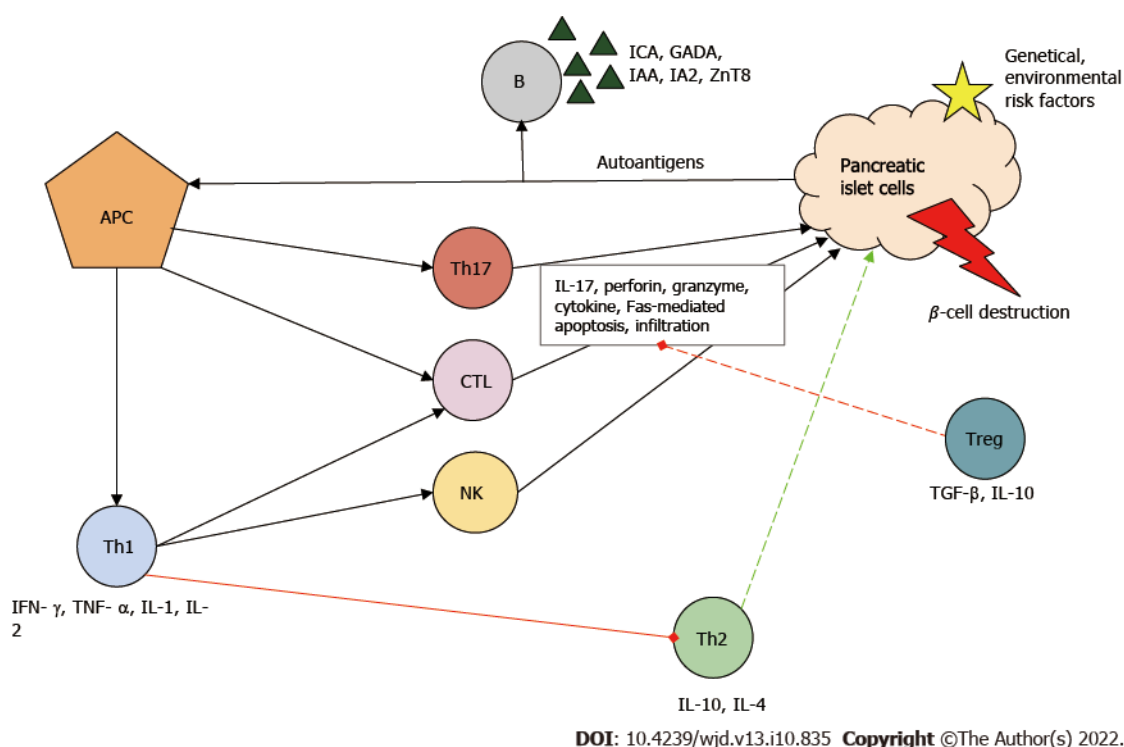 ICA, GADA,
IAA, IA2, ZnT8
B
Genetical,
environmental
risk factors
Autoantigens
Pancreatic
islet cells
APC
Th17
IL-17, perforin, granzyme,
cytokine, Fas-mediated
apoptosis, infiltration
β-cell destruction
CTL
Treg
TGF-β, IL-10
NK
Th1
IFN- γ, TNF- α, IL-1, IL-
2
Th2
IL-10, IL-4
DOI: 10.4239/wjd.v13.i10.835 Copyright ©The Author(s) 2022.